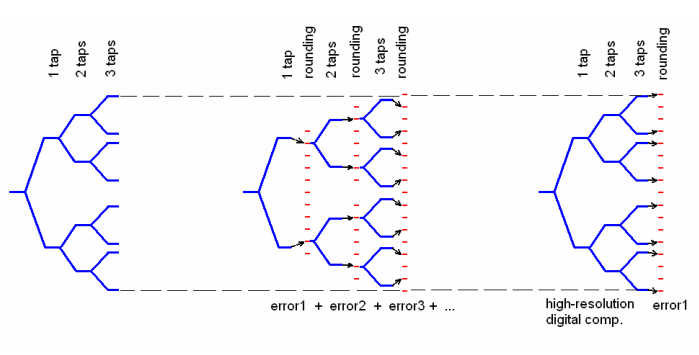 1 tap
2 taps
3 taps
1 tap
rounding
2 taps
rounding
3 taps
rounding
1 tap
2 taps
3 taps
rounding
error1 + error2 + error3 + ...
high-resolution
digital comp.
error1